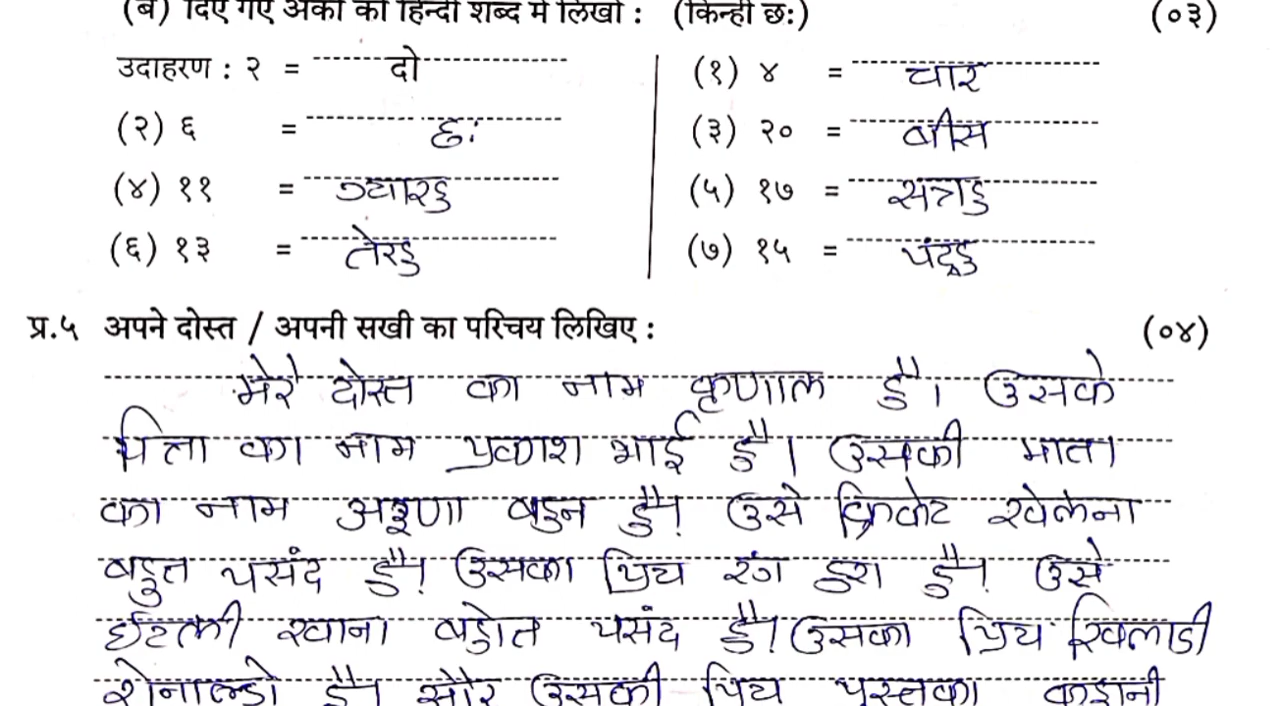 (ब) दिए गए अंकों को हिन्दी शब्द में लिखो : (किन्हीं छः) (०३)
उदाहरण : २ = दो
(१) ४ = चार
(२) ६ = छः
(३) २० = बीस
(४) ११ = ग्यारह
(५) १७ = सत्रह
(६) १३ = तेरह
(७) १५ = पंद्रह
प्र.५ अपने दोस्त / अपनी सखी का परिचय लिखिए : (०४)
मेरे दोस्त का नाम कृणाल है। उसके
पिता का नाम प्रकाश भाई है। उसकी माता
का नाम अरुणा बहन है। उसे क्रिकेट खेलना
बहुत पसंद है। उसका प्रिय रंग हरा है। उसे
ईटली खाना बहोत पसंद है। उसका प्रिय खिलाडी
रोनाल्डो है। और उसकी प्रिय पुस्तका कहानी